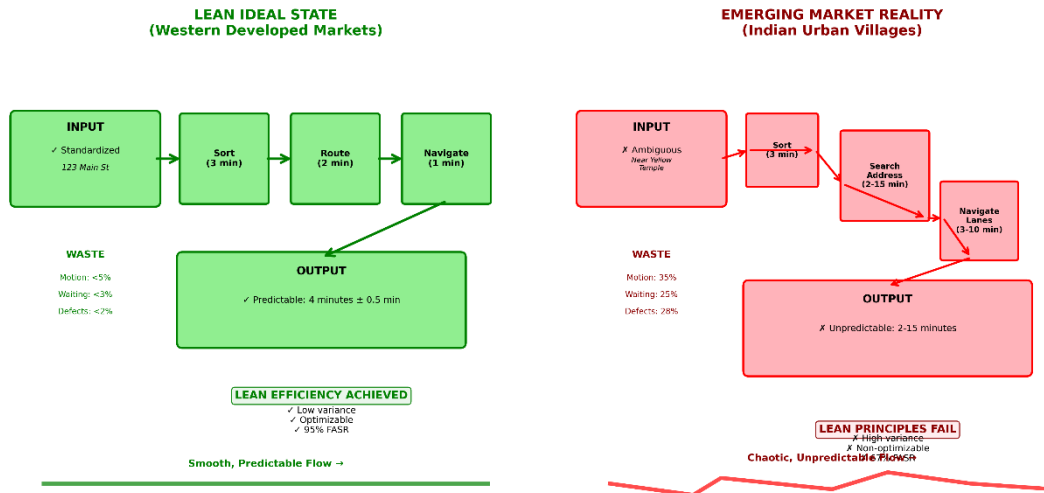 LEAN IDEAL STATE
(Western Developed Markets)
INPUT
✓ Standardized
123 Main St
Sort
(3 min)
Route
(2 min)
Navigate
(1 min)
WASTE
Motion: <5%
Waiting: <3%
Defects: <2%
OUTPUT
✓ Predictable: 4 minutes ± 0.5 min
LEAN EFFICIENCY ACHIEVED
✓ Low variance
✓ Optimizable
✓ 95% FASR
Smooth, Predictable Flow →
EMERGING MARKET REALITY
(Indian Urban Villages)
INPUT
✗ Ambiguous
Near Yellow
Temple
Sort
(3 min)
Search
Address
(2-15 min)
Navigate
Lanes
(3-10 min)
WASTE
Motion: 35%
Waiting: 25%
Defects: 28%
OUTPUT
✗ Unpredictable: 2-15 minutes
LEAN PRINCIPLES FAIL
✗ High variance
✗ Non-optimizable
Chaotic, Unpredictable Flow →